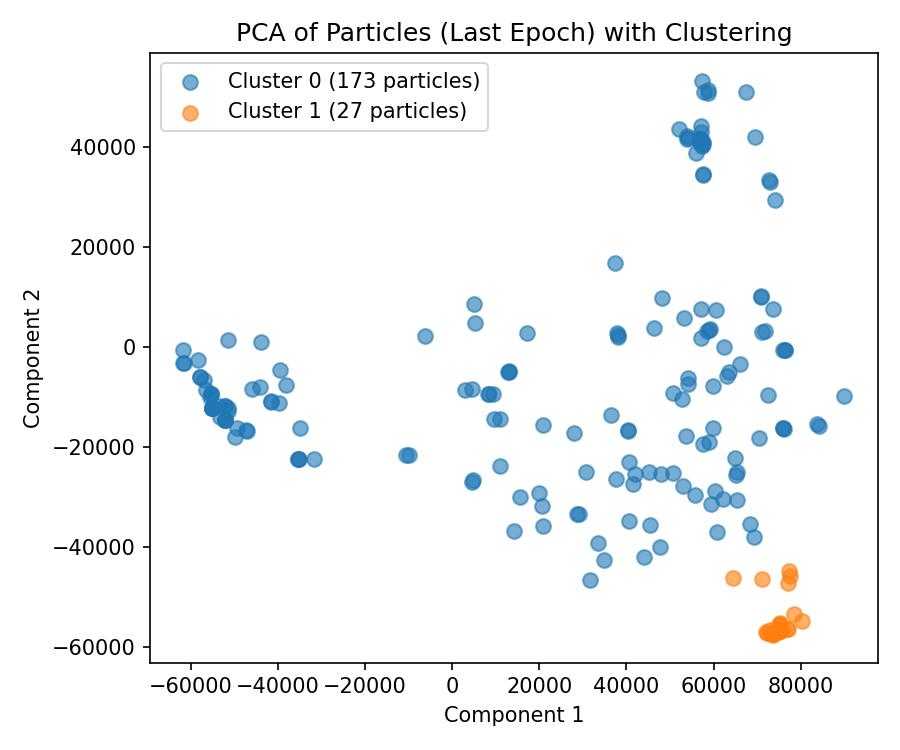 PCA of Particles (Last Epoch) with Clustering
Cluster 0 (173 particles)
Cluster 1 (27 particles)
Component 2
40000
20000
0
−20000
−40000
−60000
−60000 −40000 −20000 0 20000 40000 60000 80000
Component 1